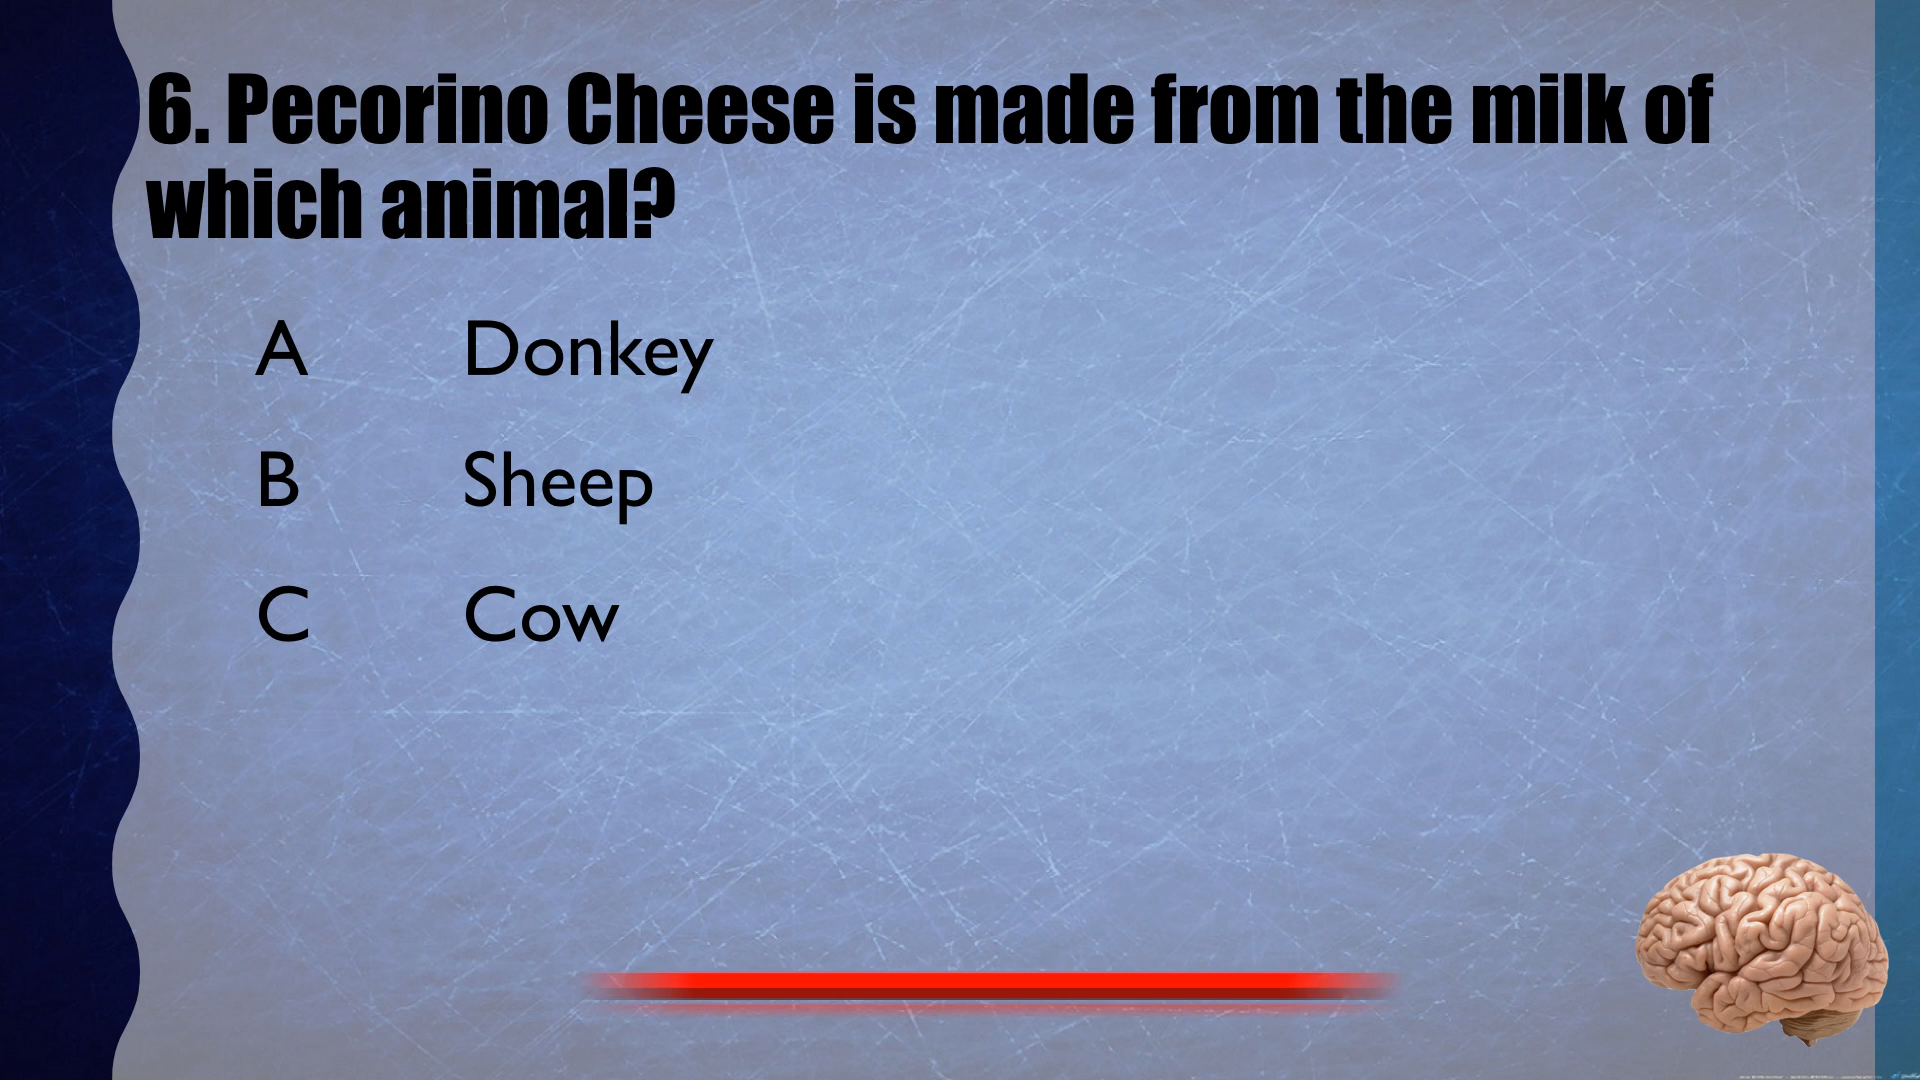 6. Pecorino Cheese is made from the milk of
which animal?
A Donkey
B Sheep
C Cow